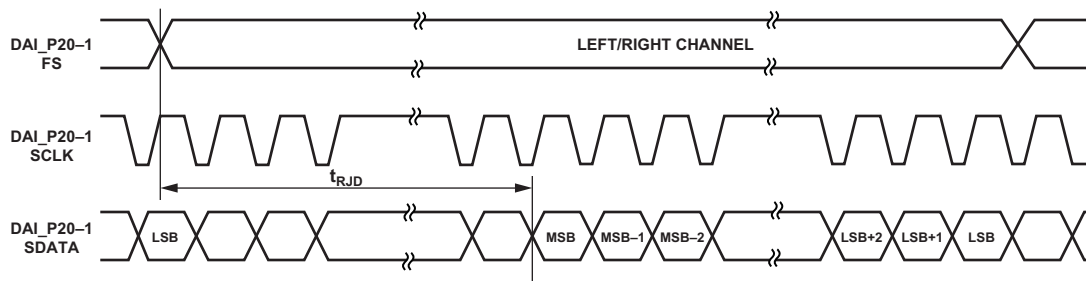 DAI_P20–1
FS
LEFT/RIGHT CHANNEL
DAI_P20–1
SCLK
tRJD
DAI_P20–1
SDATA
LSB
MSB
MSB–1
MSB–2
LSB+2
LSB+1
LSB